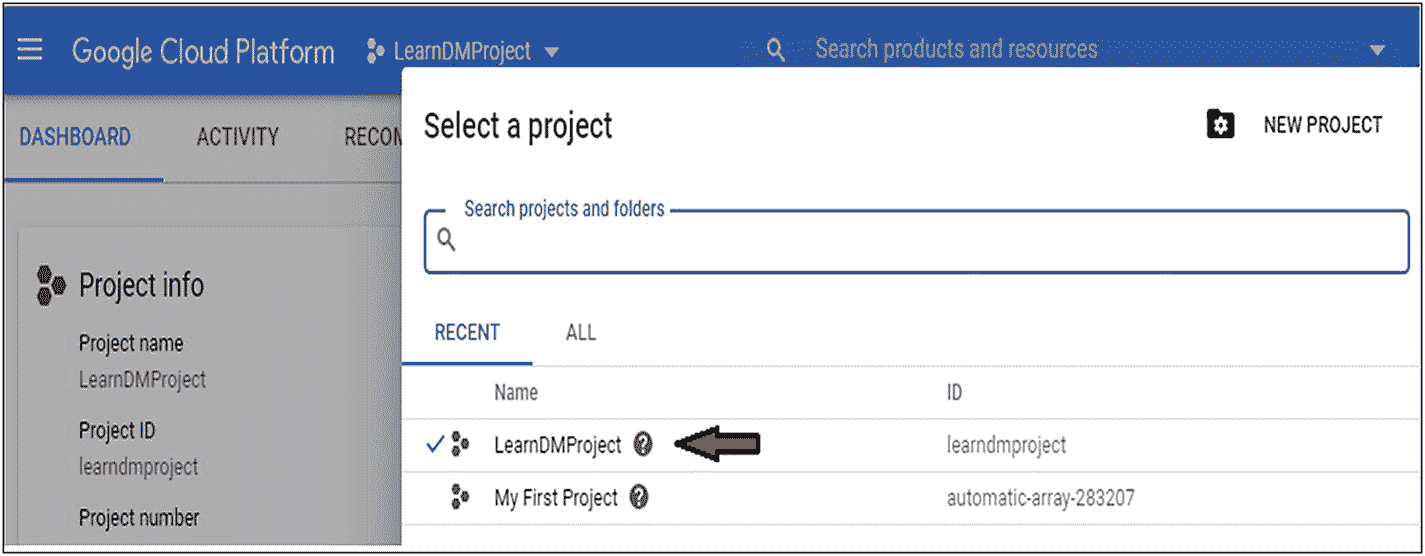 Google Cloud Platform LearnDMProject Search products and resources
DASHBOARD ACTIVITY RECOM
Select a project NEW PROJECT
Search projects and folders
Project info
Project name
LearnDMProject
Project ID
learndmproject
Project number
RECENT ALL
Name ID
LearnDMProject learndmproject
My First Project automatic-array-283207